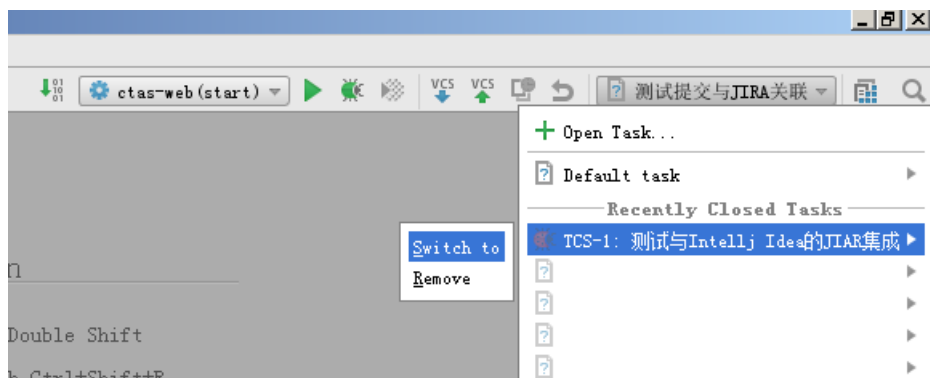 ctas-web(start)
VCS VCS
测试提交与JIRA关联
Open Task...
Default task
Recently Closed Tasks
TCS-1: 测试与Intellj Idea的JIAR集成
Switch to
Remove
n
Double Shift